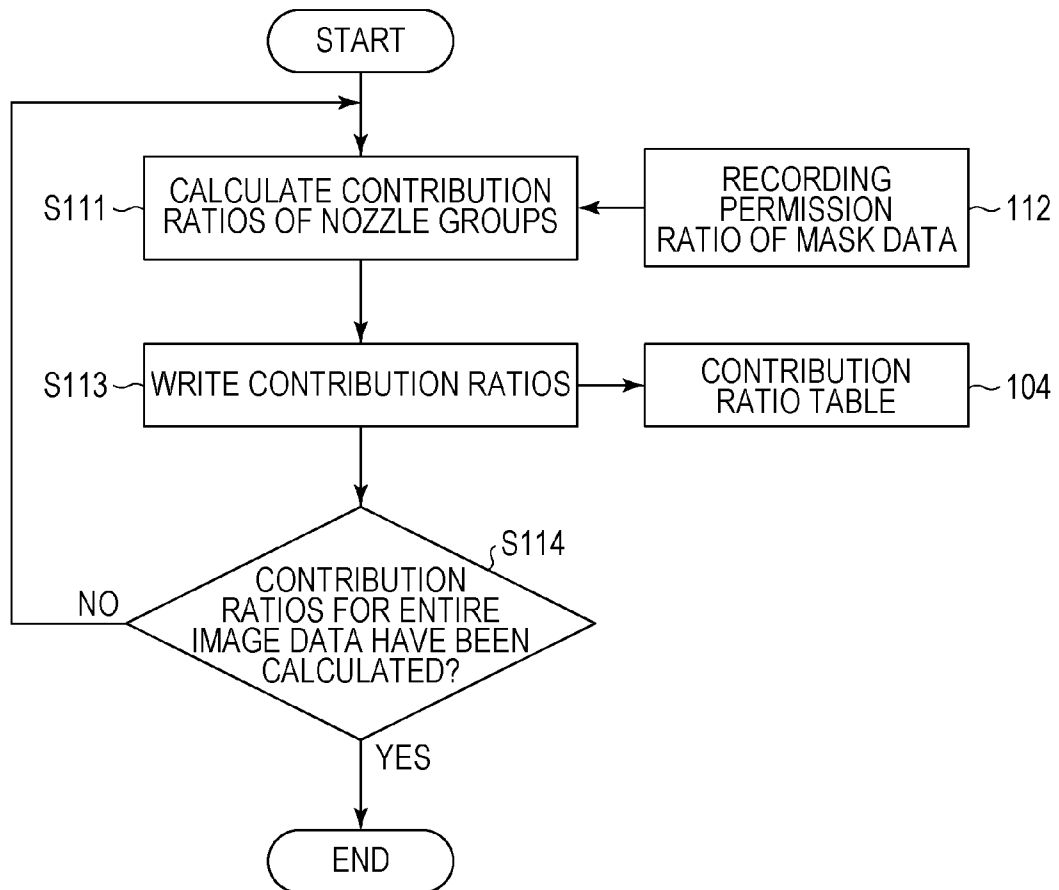 START
S111
CALCULATE CONTRIBUTION
RATIOS OF NOZZLE GROUPS
RECORDING
PERMISSION
RATIO OF MASK DATA
112
S113
WRITE CONTRIBUTION RATIOS
CONTRIBUTION
RATIO TABLE
104
S114
CONTRIBUTION
RATIOS FOR ENTIRE
IMAGE DATA HAVE BEEN
CALCULATED?
NO
YES
END